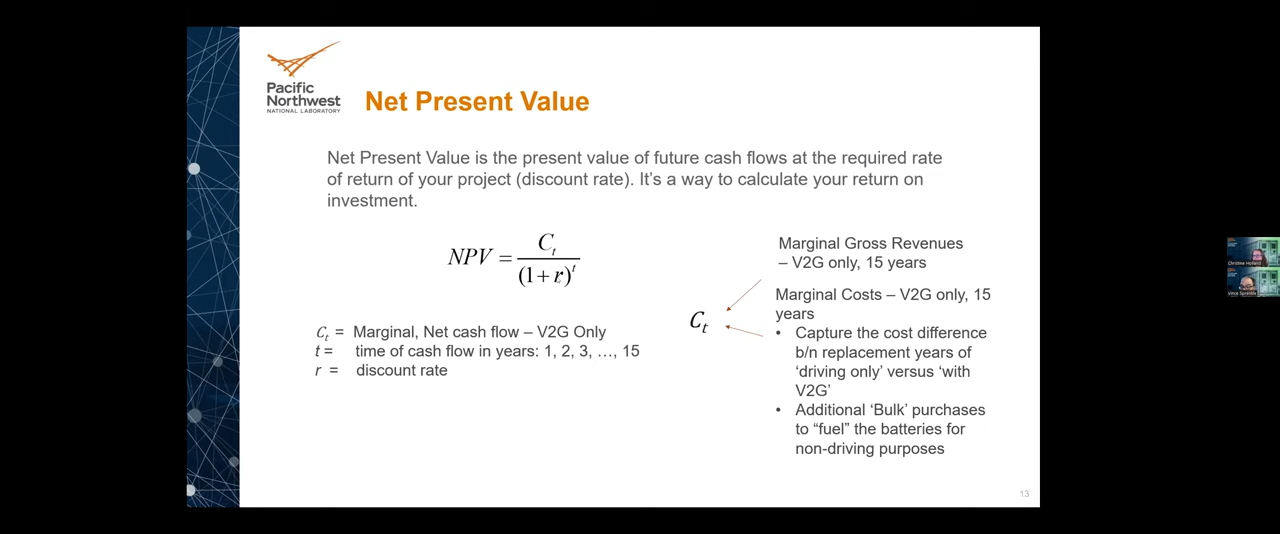 Pacific
Northwest
NATIONAL LABORATORY
Net Present Value
Net Present Value is the present value of future cash flows at the required rate
of return of your project (discount rate). It's a way to calculate your return on
investment.
NPV = C_t / (1 + r)^t
C_t = Marginal, Net cash flow – V2G Only
t = time of cash flow in years: 1, 2, 3, …, 15
r = discount rate
C_t
Marginal Gross Revenues
– V2G only, 15 years
Marginal Costs – V2G only, 15
years
• Capture the cost difference
b/n replacement years of
'driving only' versus 'with
V2G'
• Additional 'Bulk' purchases
to “fuel” the batteries for
non-driving purposes
13
Christine Holland
Vince Sprenkle